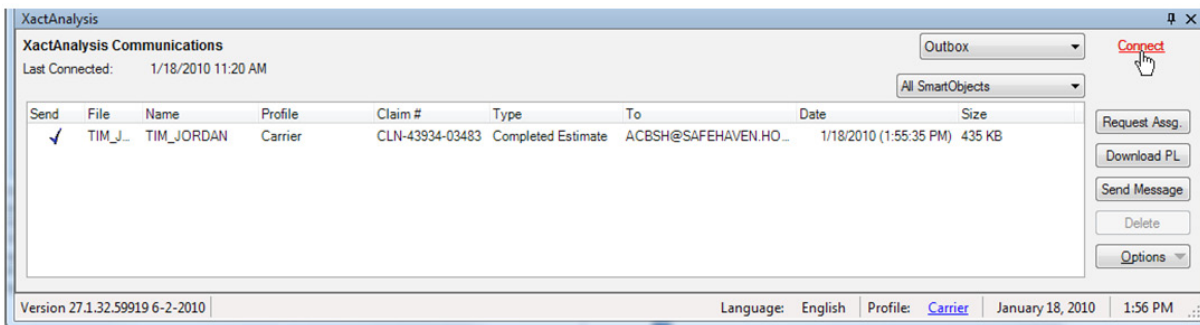 XactAnalysis
XactAnalysis Communications
Outbox
Connect
Last Connected: 1/18/2010 11:20 AM
All SmartObjects
Send File Name Profile Claim # Type To Date Size
TIM_J... TIM_JORDAN Carrier CLN-43934-03483 Completed Estimate ACBSH@SAFEHAVEN.HO... 1/18/2010 (1:55:35 PM) 435 KB
Request Assg.
Download PL
Send Message
Delete
Options
Version 27.1.32.59919 6-2-2010 Language: English Profile: Carrier January 18, 2010 1:56 PM